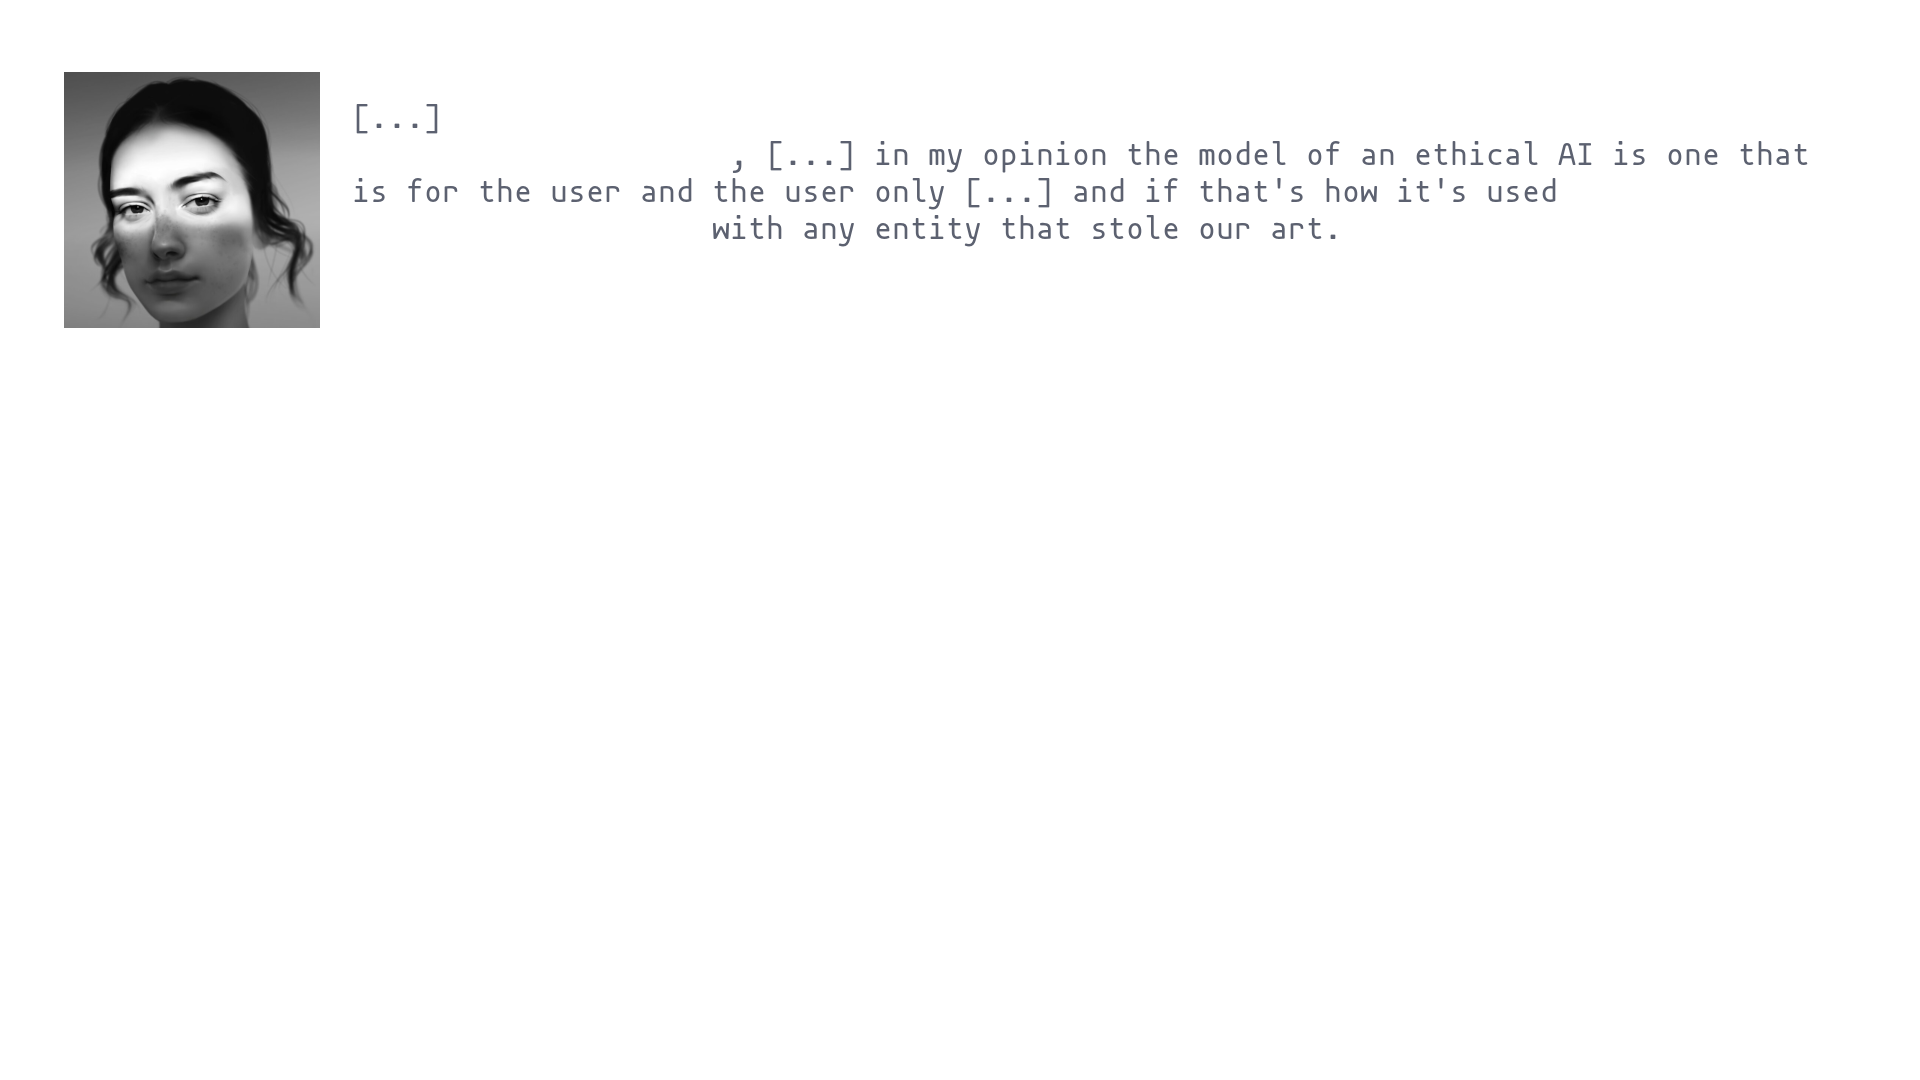 [...]
, [...] in my opinion the model of an ethical AI is one that
is for the user and the user only [...] and if that's how it's used
with any entity that stole our art.